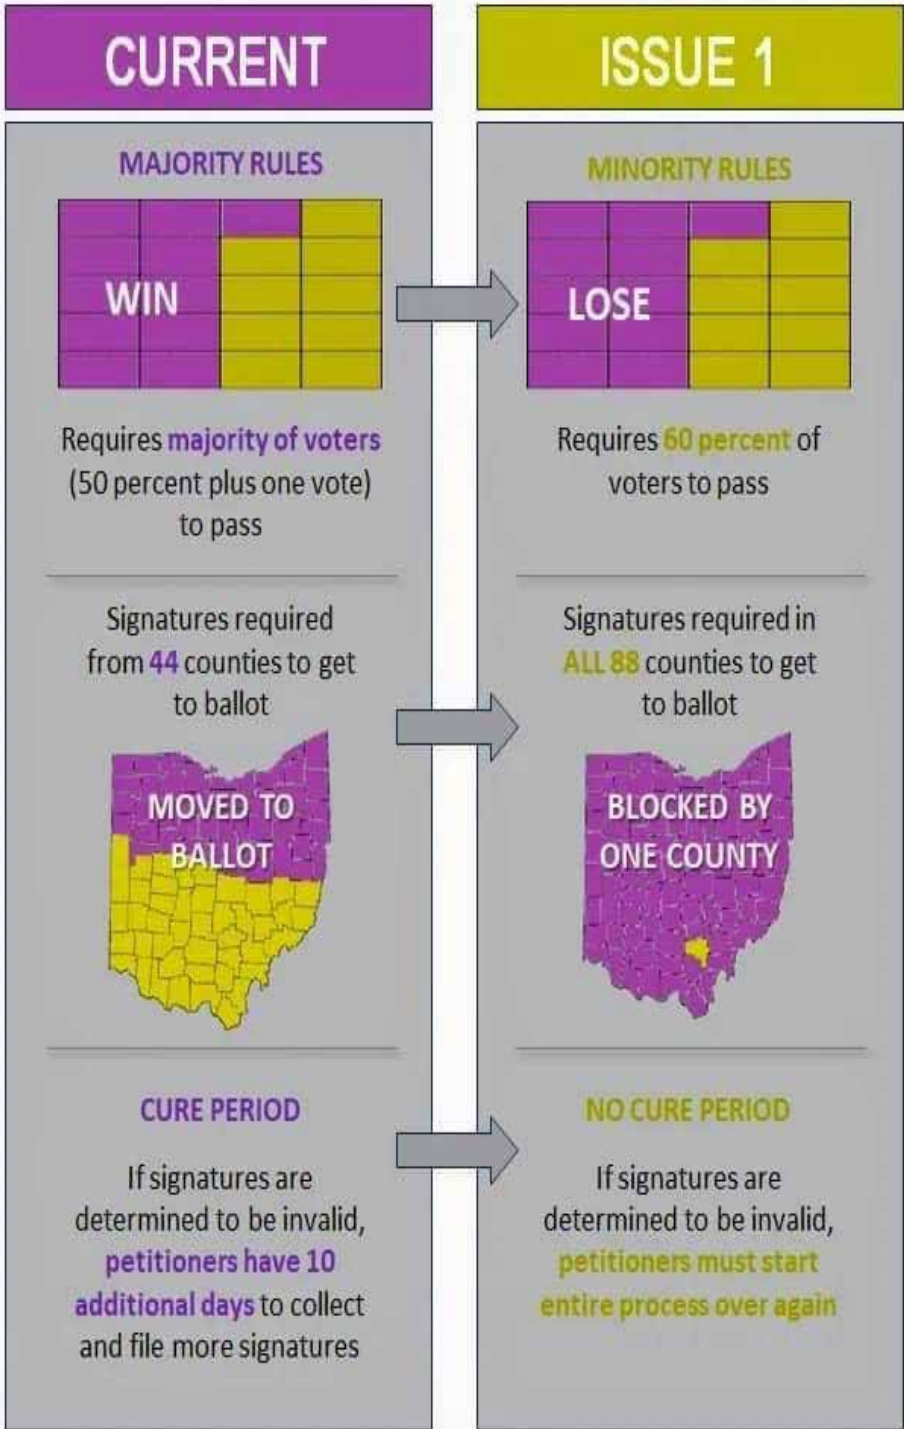 CURRENT
MAJORITY RULES
WIN
Requires majority of voters
(50 percent plus one vote)
to pass
Signatures required
from 44 counties to get
to ballot
MOVED TO
BALLOT
CURE PERIOD
If signatures are
determined to be invalid,
petitioners have 10
additional days to collect
and file more signatures
ISSUE 1
MINORITY RULES
LOSE
Requires 60 percent of
voters to pass
Signatures required in
ALL 88 counties to get
to ballot
BLOCKED BY
ONE COUNTY
NO CURE PERIOD
If signatures are
determined to be invalid,
petitioners must start
entire process over again